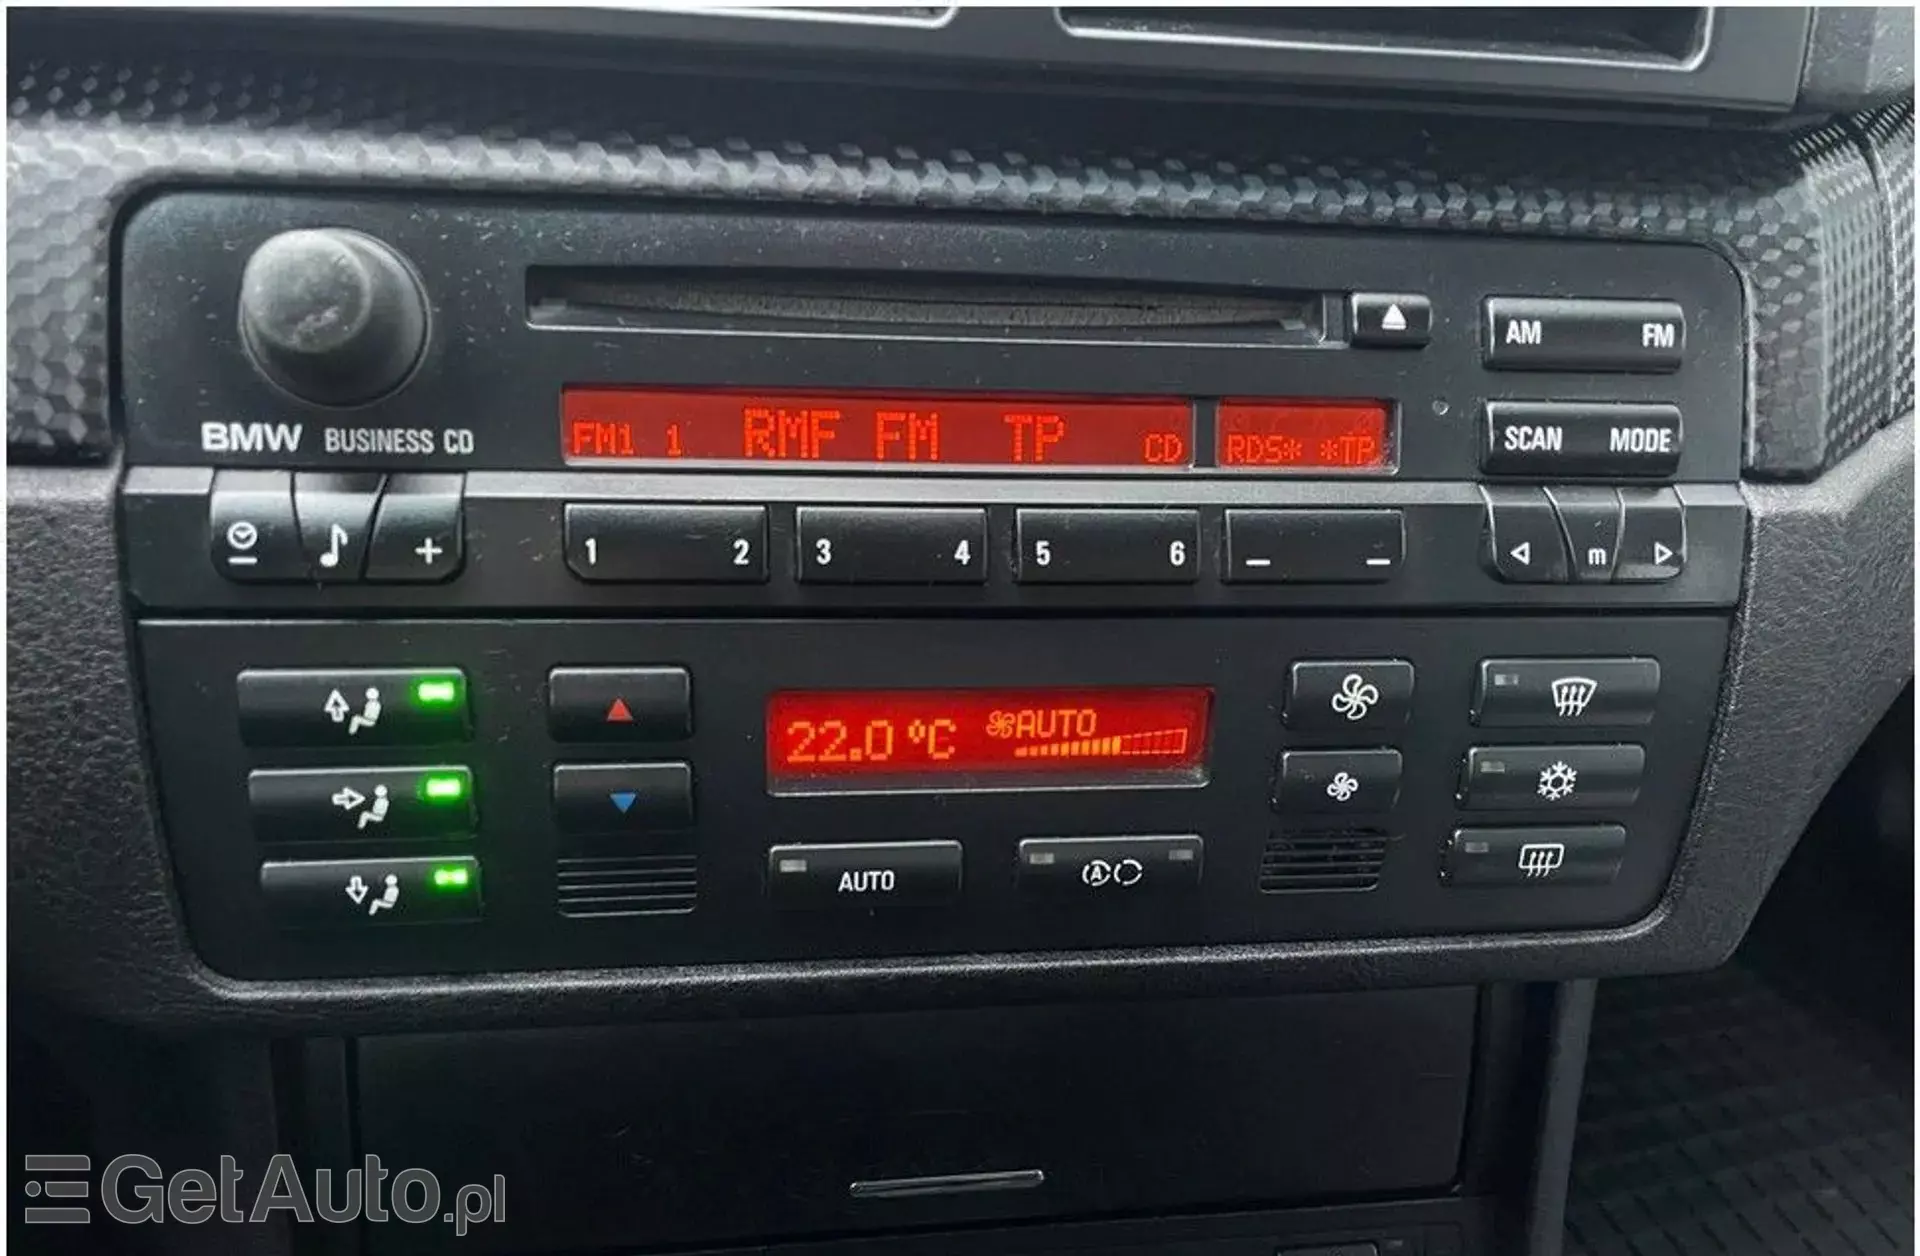 AM FM
FM1 1 RMF FM TP CD RDS* *TP
BMW BUSINESS CD
SCAN MODE
1 2 3 4 5 6
m
22.0 °C AUTO
AUTO
A
GetAuto.pl